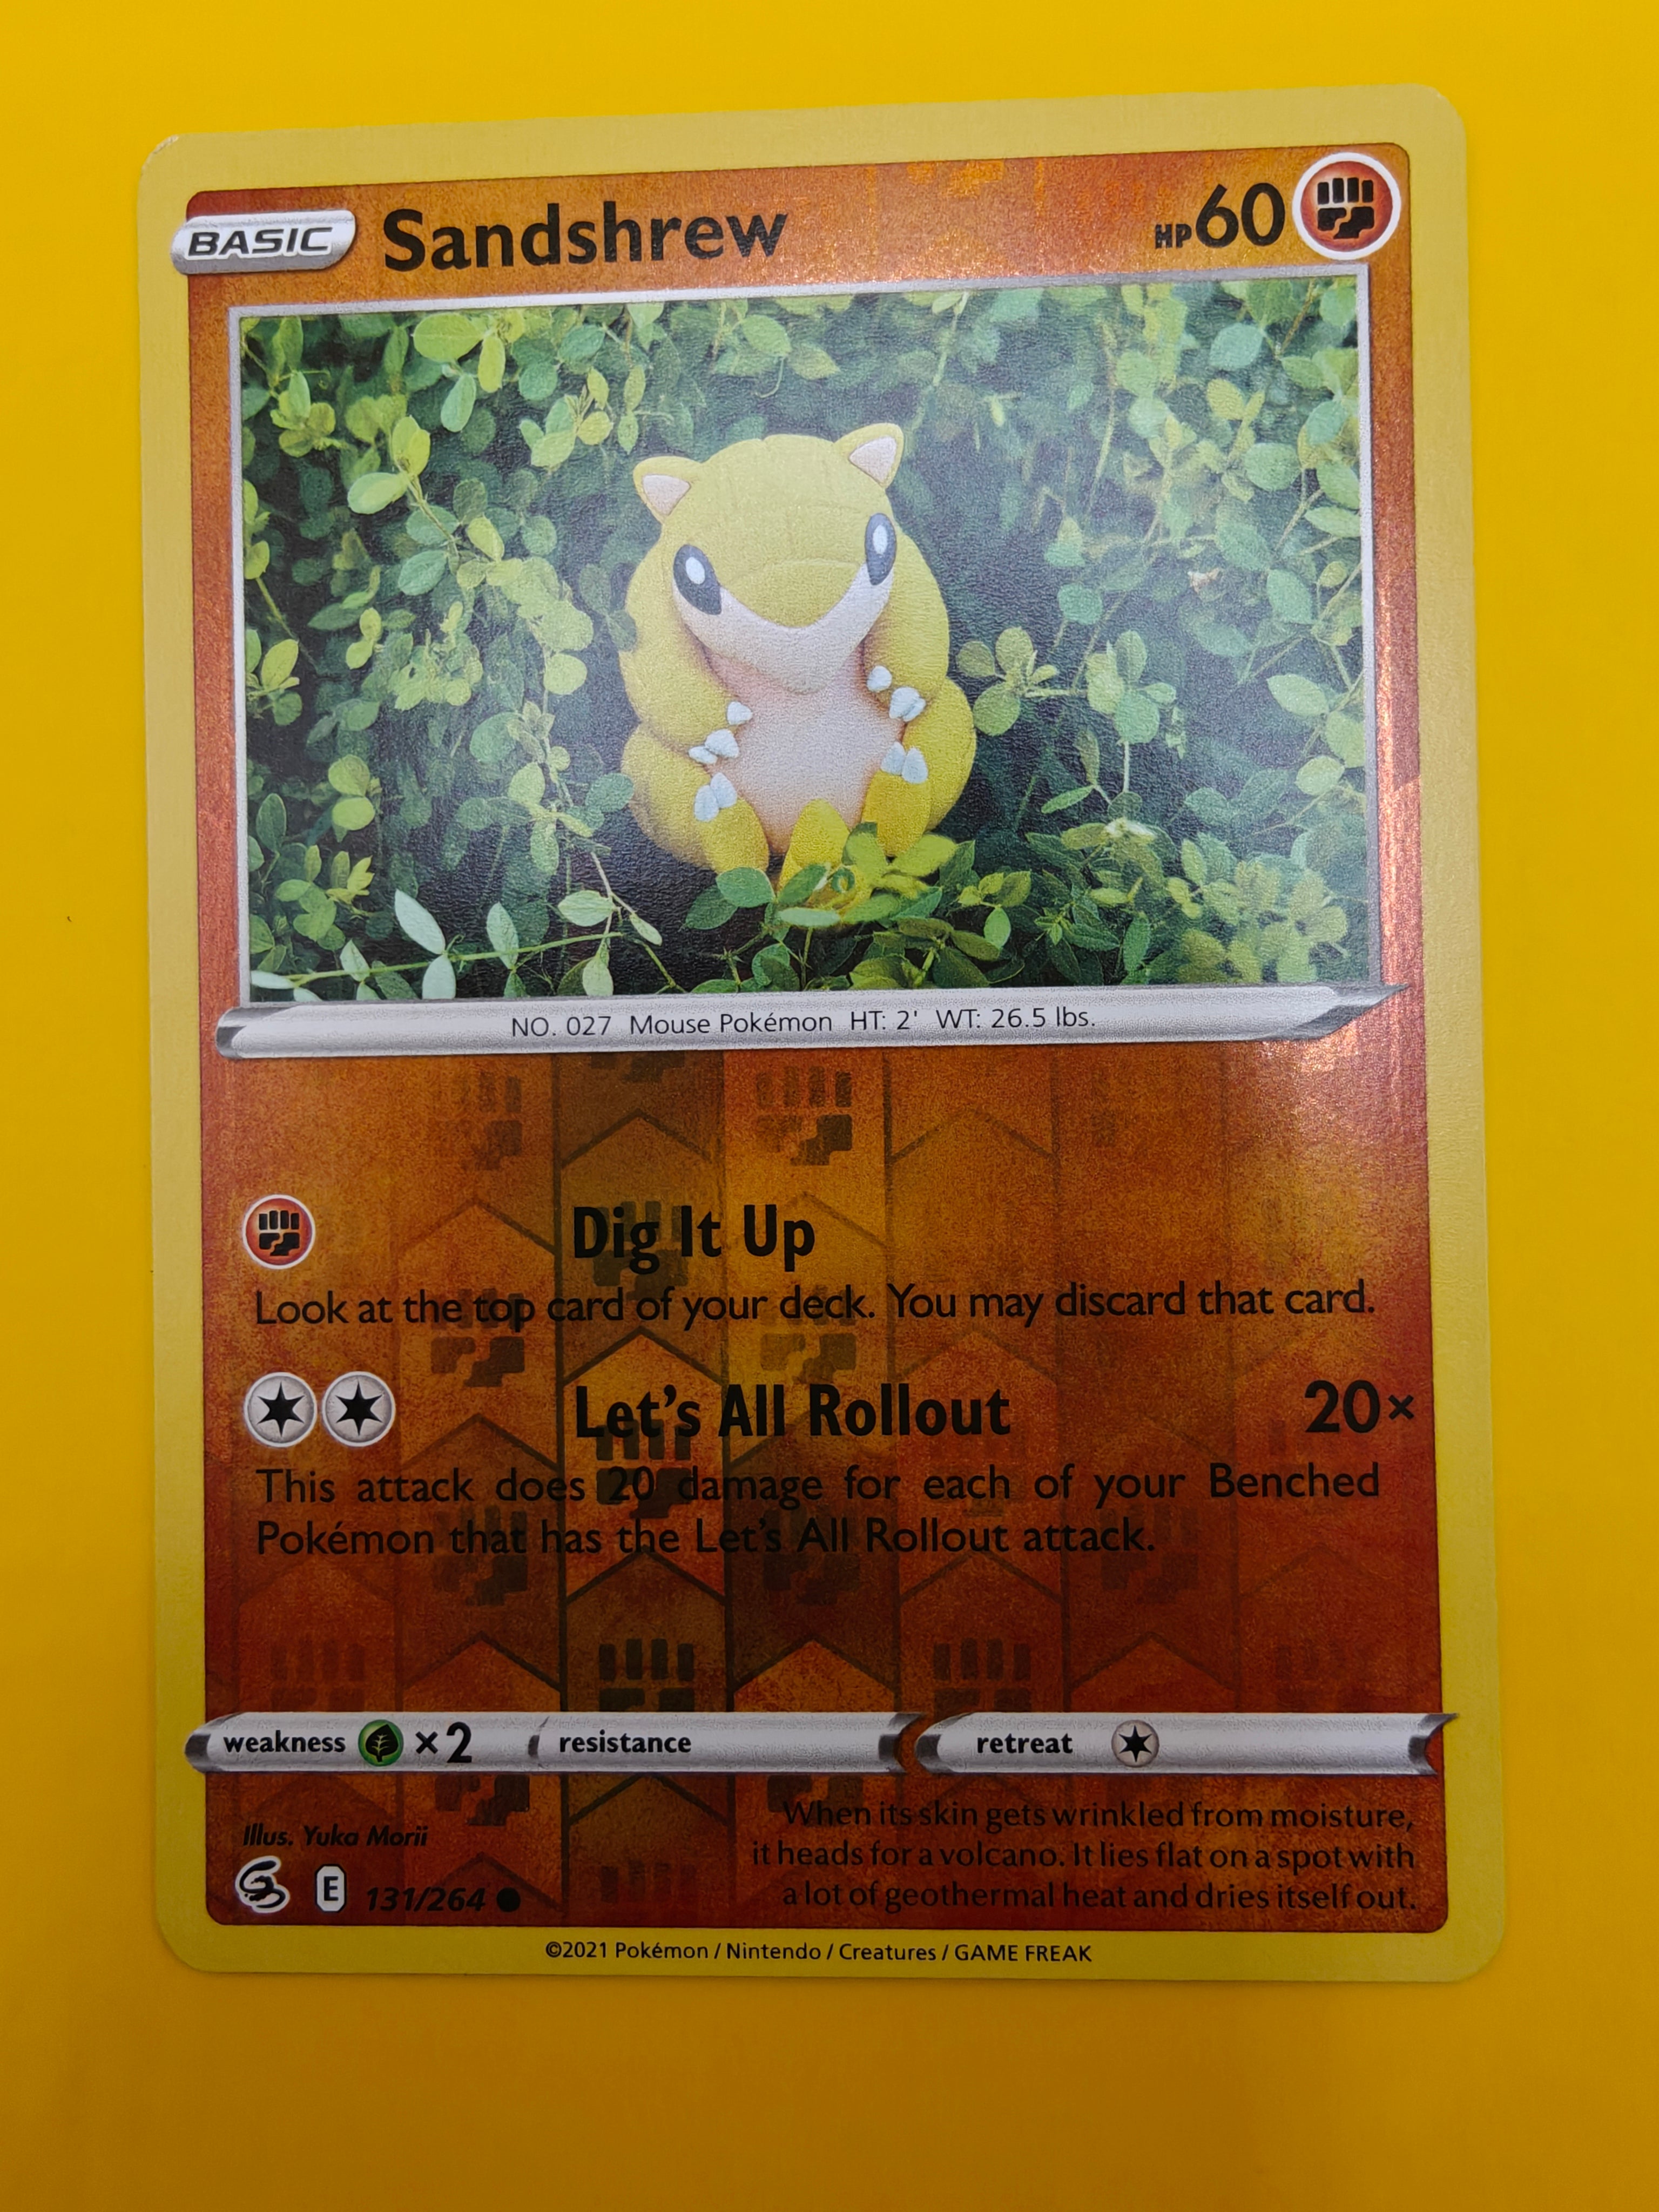 BASIC Sandshrew HP60
NO. 027 Mouse Pokémon HT: 2' WT: 26.5 lbs.
Dig It Up
Look at the top card of your deck. You may discard that card.
Let's All Rollout 20×
This attack does 20 damage for each of your Benched
Pokémon that has the Let's All Rollout attack.
weakness ×2 resistance retreat
When its skin gets wrinkled from moisture,
it heads for a volcano. It lies flat on a spot with
a lot of geothermal heat and dries itself out.
Illus. Yuka Morii
E 131/264
©2021 Pokémon / Nintendo / Creatures / GAME FREAK